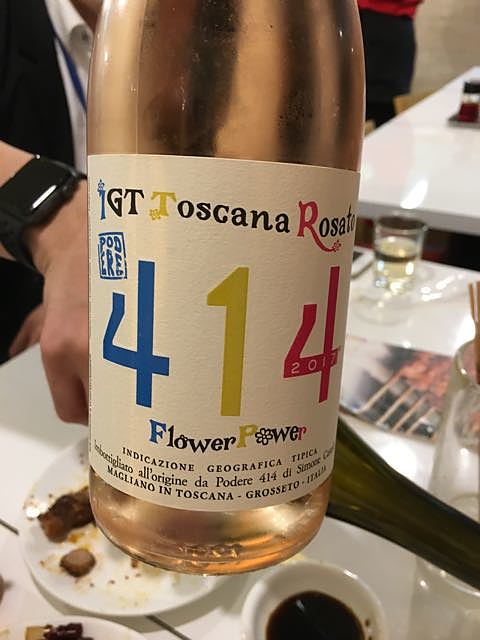 IGT Toscana Rosato
PODERE
414
2017
Flower Power
INDICAZIONE GEOGRAFICA TIPICA
Imbottigliato all'origine da Podere 414 di Simone
MAGLIANO IN TOSCANA - GROSSETO - ITALIA